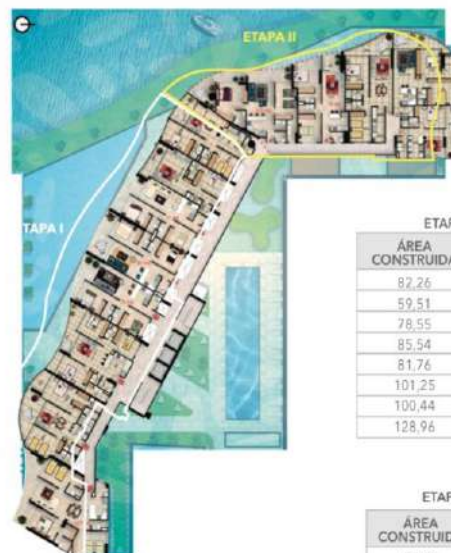 ETAPA II
TAPA I
ETAP
ÁREA
CONSTRUIDA
82,26
59,51
78,55
85,54
81,76
101,25
100,44
128,96
ETAP
ÁREA
CONSTRUID